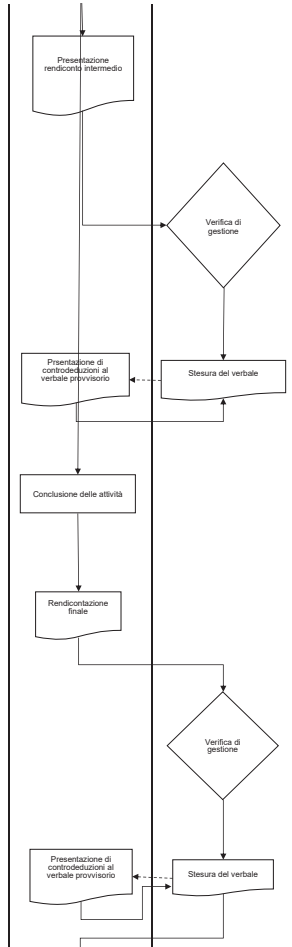 Presentazione
rendiconto intermedio
Verifica di
gestione
Prsentazione di
controdeduzioni al
verbale provvisorio
Stesura del verbale
Conclusione delle attività
Rendicontazione
finale
Verifica di
gestione
Presentazione di
controdeduzioni al
verbale provvisorio
Stesura del verbale